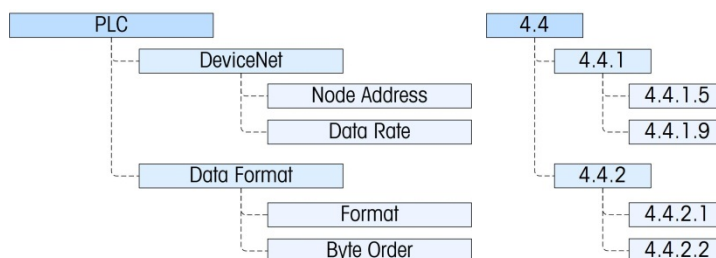 PLC 4.4
DeviceNet 4.4.1
Node Address 4.4.1.5
Data Rate 4.4.1.9
Data Format 4.4.2
Format 4.4.2.1
Byte Order 4.4.2.2